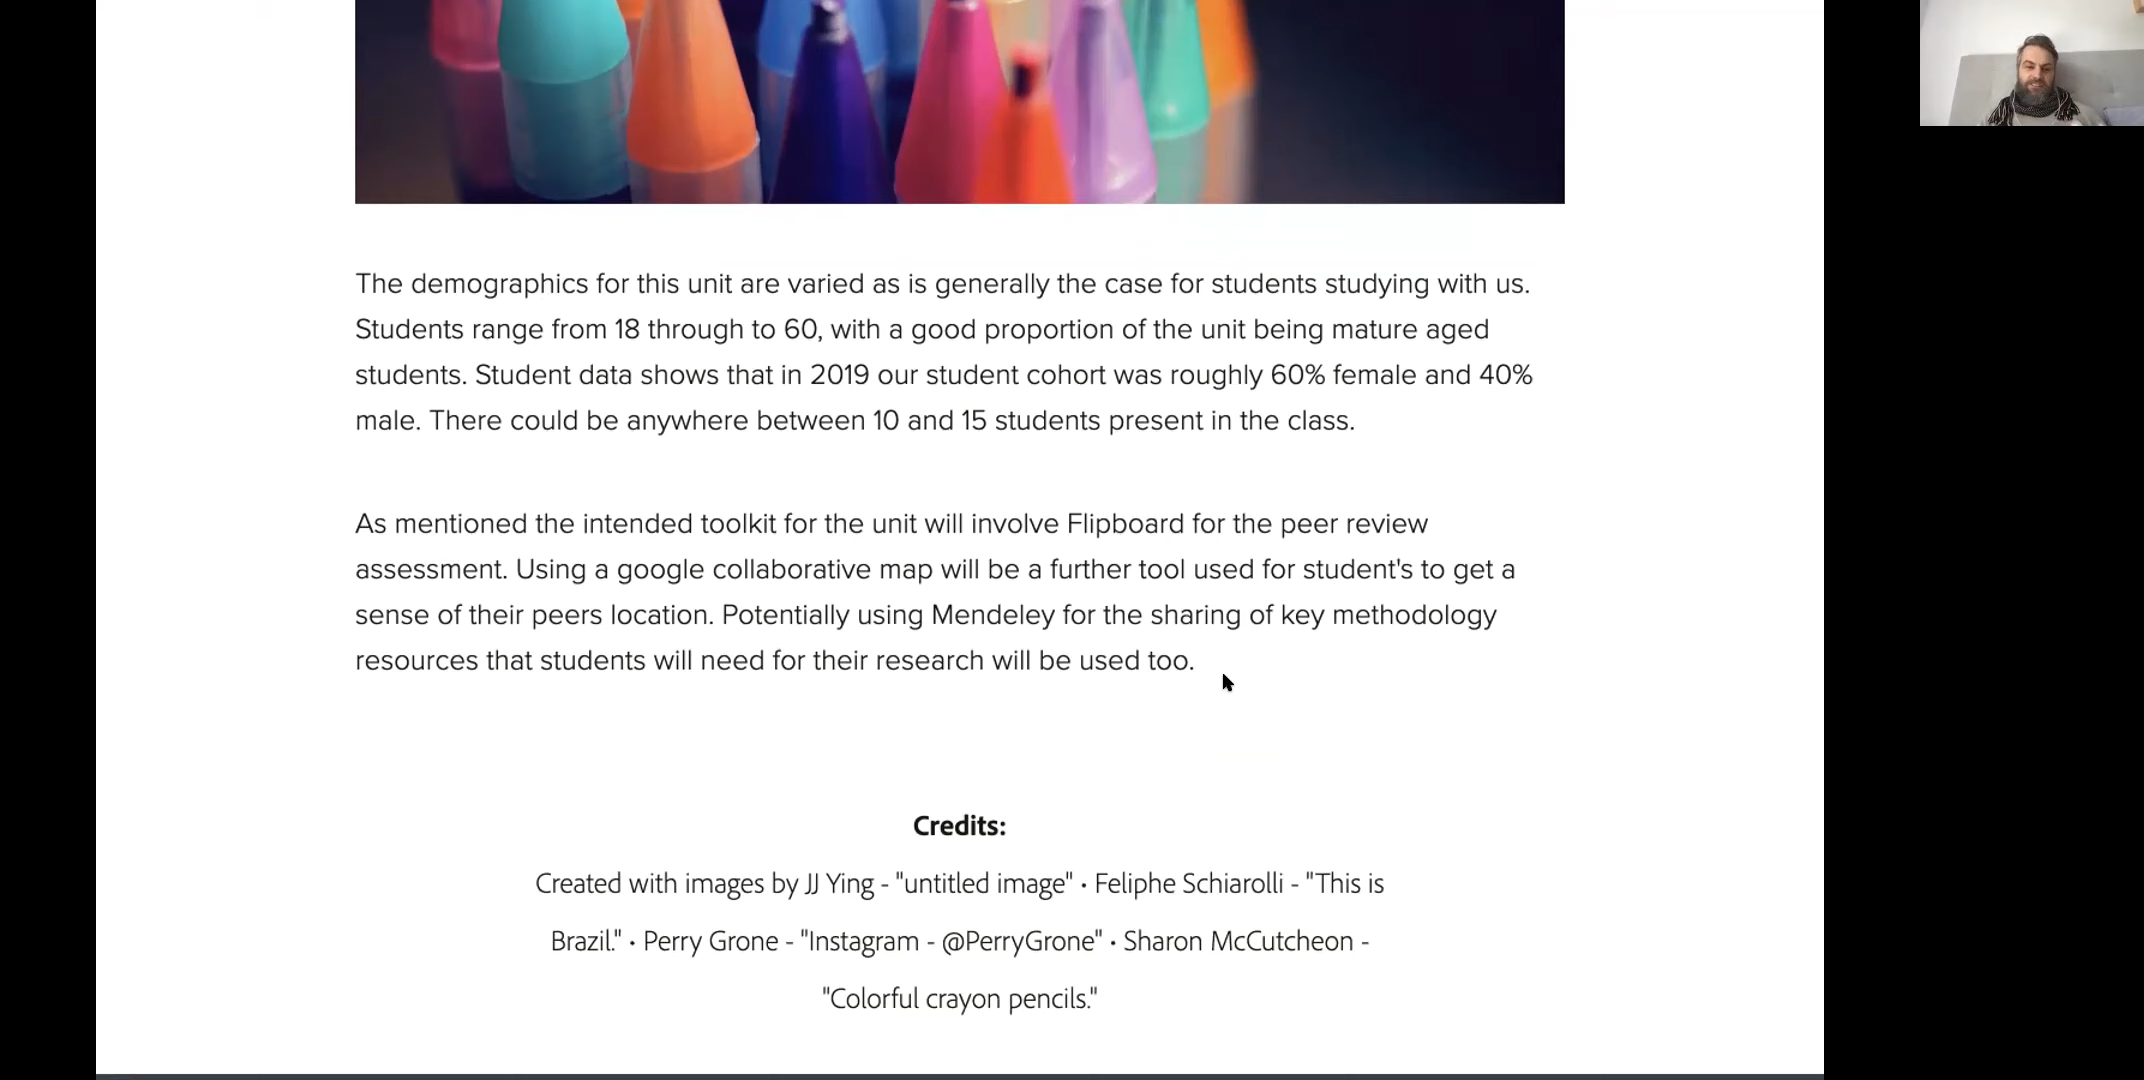 The demographics for this unit are varied as is generally the case for students studying with us.
Students range from 18 through to 60, with a good proportion of the unit being mature aged
students. Student data shows that in 2019 our student cohort was roughly 60% female and 40%
male. There could be anywhere between 10 and 15 students present in the class.
As mentioned the intended toolkit for the unit will involve Flipboard for the peer review
assessment. Using a google collaborative map will be a further tool used for student's to get a
sense of their peers location. Potentially using Mendeley for the sharing of key methodology
resources that students will need for their research will be used too.
Credits:
Created with images by JJ Ying - "untitled image" • Feliphe Schiarolli - "This is
Brazil." • Perry Grone - "Instagram - @PerryGrone" • Sharon McCutcheon -
"Colorful crayon pencils."